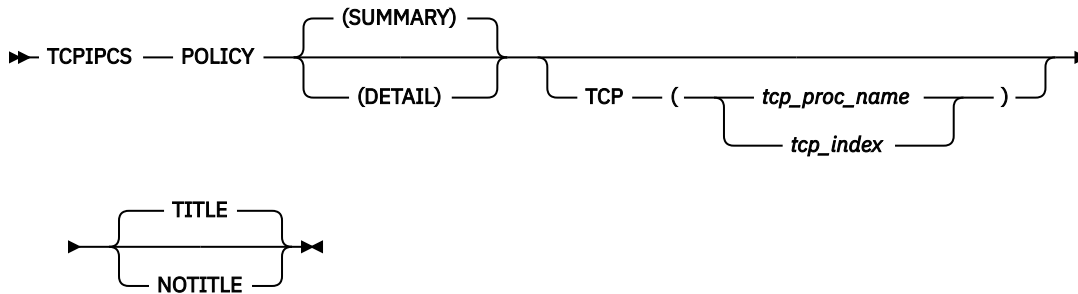 (SUMMARY)
TCPIPCS POLICY
(DETAIL)
TCP ( tcp_proc_name )
tcp_index
TITLE
NOTITLE